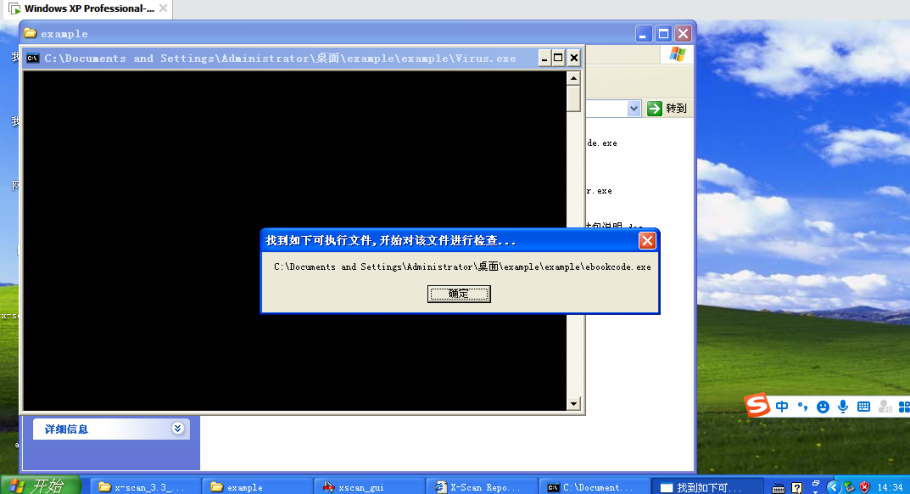 Windows XP Professional-...
example
C:\Documents and Settings\Administrator\桌面\example\example\Virus.exe
转到
de.exe
r.exe
找到如下可执行文件,开始对该文件进行检查...
C:\Documents and Settings\Administrator\桌面\example\example\ebookcode.exe
确定
中
详细信息
开始
x-scan_3.3_...
example
xscan_gui
X-Scan Repo...
C:\Document...
找到如下可...
14:34